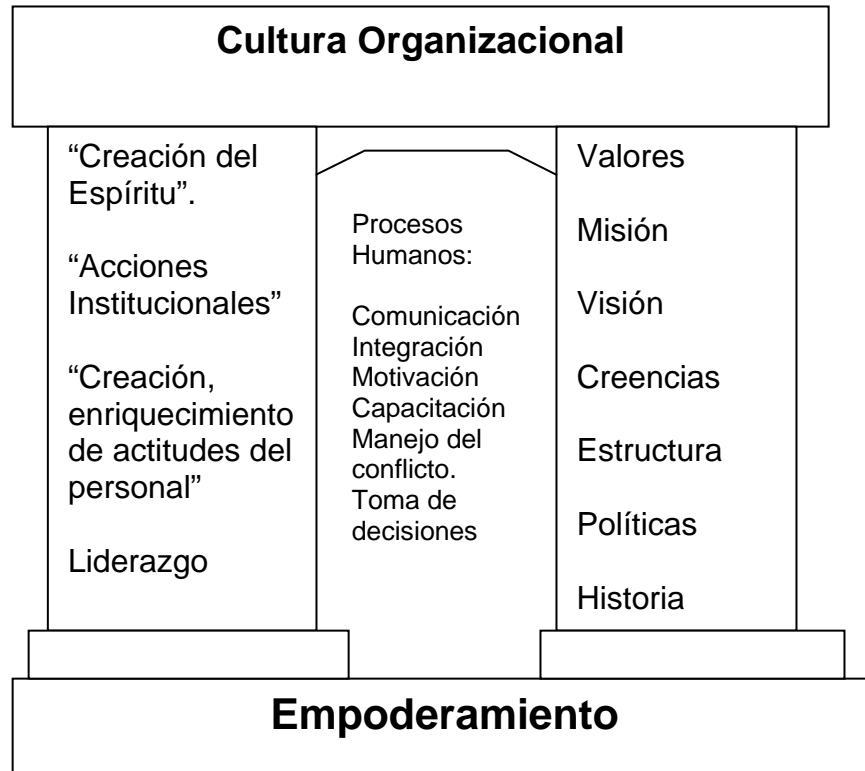 Cultura Organizacional
“Creación del
Espíritu”.
“Acciones
Institucionales”
“Creación,
enriquecimiento
de actitudes del
personal”
Liderazgo
Procesos
Humanos:
Comunicación
Integración
Motivación
Capacitación
Manejo del
conflicto.
Toma de
decisiones
Valores
Misión
Visión
Creencias
Estructura
Políticas
Historia
Empoderamiento